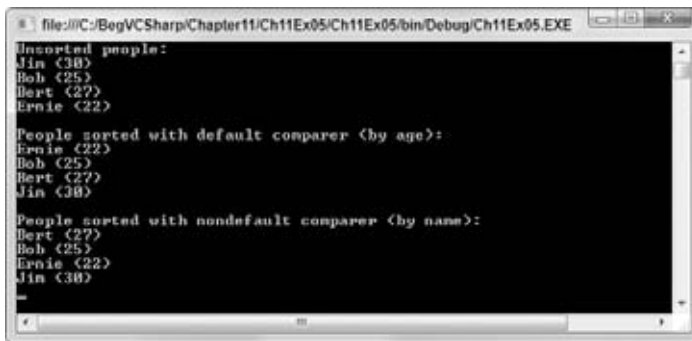 file:///C:/BegVCSharp/Chapter11/Ch11Ex05/Ch11Ex05/bin/Debug/Ch11Ex05.EXE
Unsorted people:
Jim (30)
Bob (25)
Bert (27)
Ernie (22)
People sorted with default comparer (by age):
Ernie (22)
Bob (25)
Bert (27)
Jim (30)
People sorted with nondefault comparer (by name):
Bert (27)
Bob (25)
Ernie (22)
Jim (30)